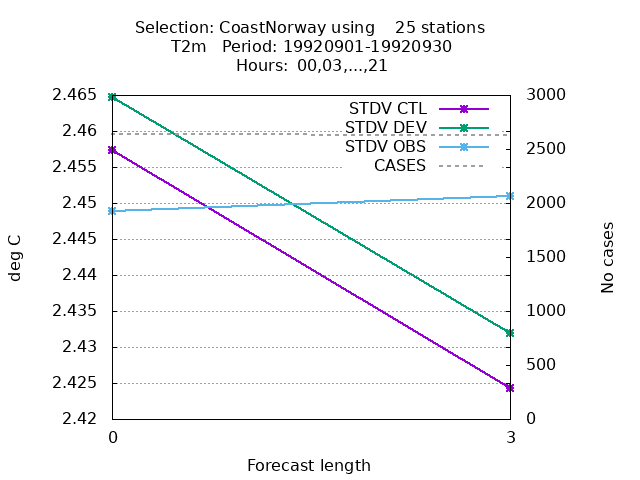 Selection: CoastNorway using    25 stations
T2m   Period: 19920901-19920930
Hours: 00,03,...,21
STDV CTL
STDV DEV
STDV OBS
CASES
2.465
2.46
2.455
2.45
2.445
2.44
2.435
2.43
2.425
2.42
deg C
3000
2500
2000
1500
1000
500
0
No cases
0
3
Forecast length